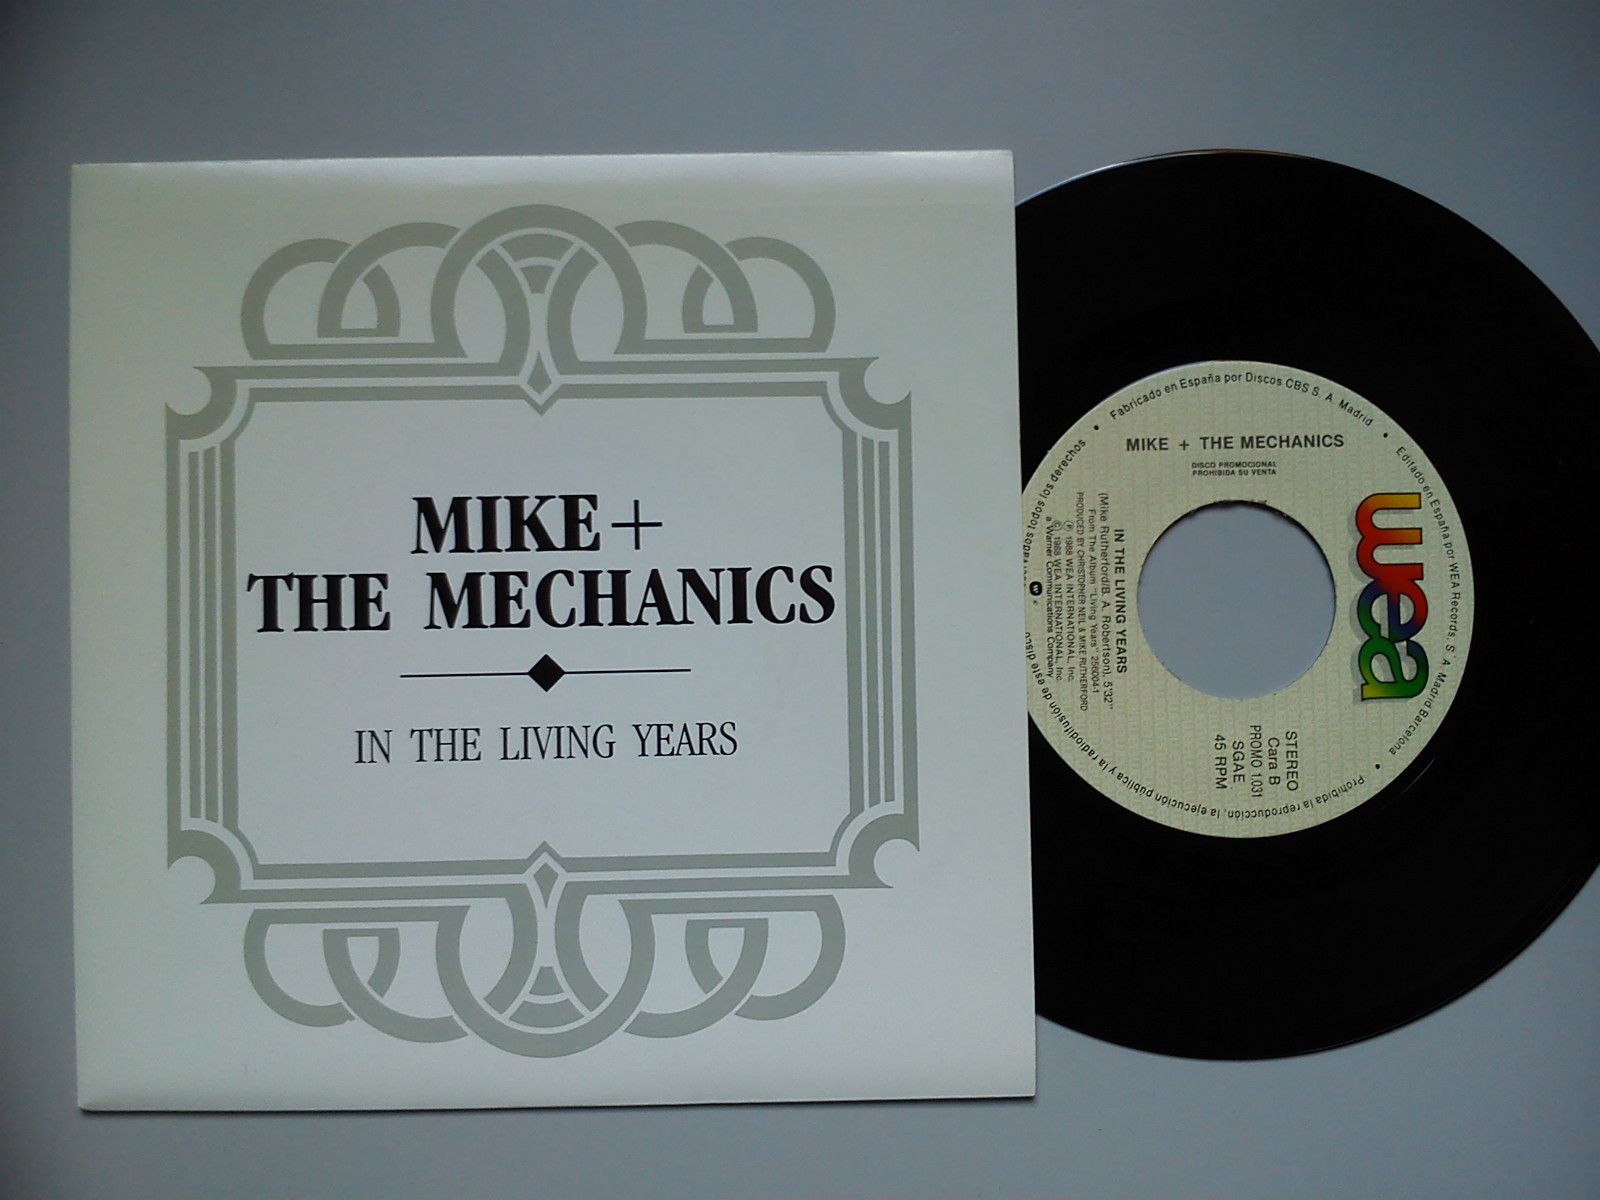 MIKE +
THE MECHANICS
IN THE LIVING YEARS
Fabricado en España por Discos CBS S. A. Madrid • Editado en España por WEA Records. S. A. Madrid Barcelona • Prohibida la reproducción, la ejecución pública y la radiodifusión de este disco
todos los derechos •
MIKE + THE MECHANICS
DISCO PROMOCIONAL
PROHIBIDA SU VENTA
wea
IN THE LIVING YEARS
(Mike Rutherford/B. A. Robertson), 5'32"
"From The Album "Living Years" 256004-1
PRODUCED BY CHRISTOPHER NEIL & MIKE RUTHERFORD
Ⓟ 1988 WEA INTERNATIONAL, Inc.
© 1988 WEA INTERNATIONAL, Inc.
a Warner Communications Company
STEREO
Cara B
PROMO 1.031
SGAE
45 RPM